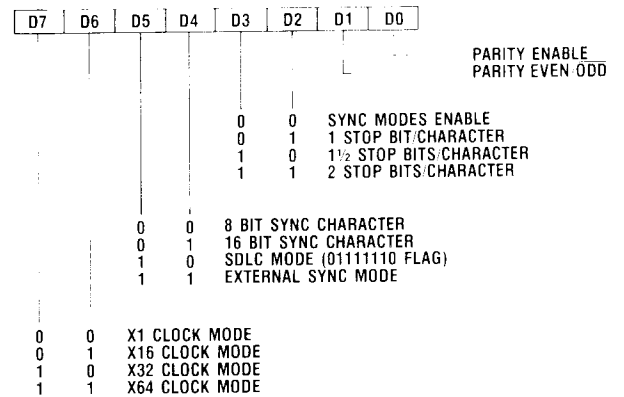 D7 D6 D5 D4 D3 D2 D1 D0
PARITY ENABLE
PARITY EVEN/ODD
0 0 SYNC MODES ENABLE
0 1 1 STOP BIT/CHARACTER
1 0 1½ STOP BITS/CHARACTER
1 1 2 STOP BITS/CHARACTER
0 0 8 BIT SYNC CHARACTER
0 1 16 BIT SYNC CHARACTER
1 0 SDLC MODE (01111110 FLAG)
1 1 EXTERNAL SYNC MODE
0 0 X1 CLOCK MODE
0 1 X16 CLOCK MODE
1 0 X32 CLOCK MODE
1 1 X64 CLOCK MODE